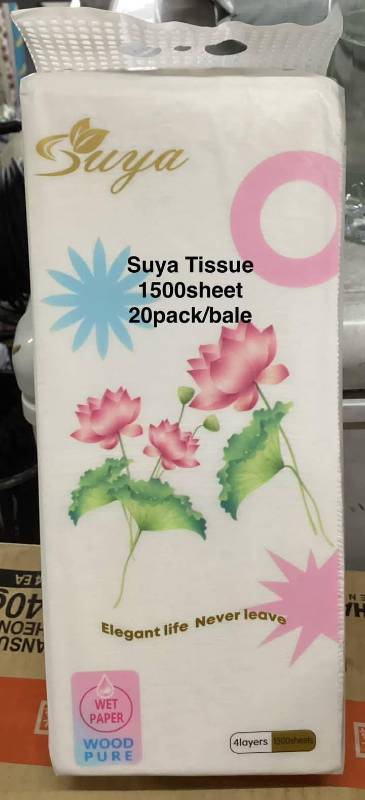 Suya
Suya Tissue
1500sheet
20pack/bale
Elegant life Never leave
WET
PAPER
WOOD
PURE
4layers 1500sheets